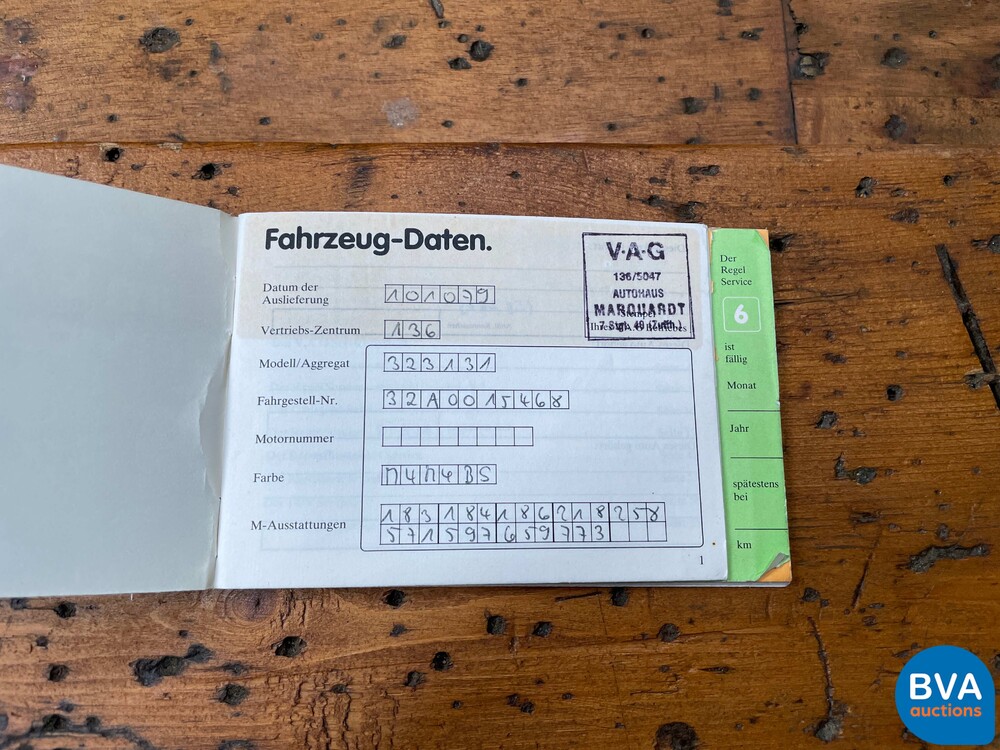 Fahrzeug-Daten.
V·A·G
136/5047
AUTOHAUS
MARQUARDT
Datum der
Auslieferung 101079
Vertriebs-Zentrum 136
Modell/Aggregat 323131
Fahrgestell-Nr. 32A0015468
Motornummer
Farbe
M-Ausstattungen 183184186218258
571597659773
1
Der
Regel
Service
6
ist
fällig
Monat
Jahr
spätestens
bei
km
BVA
auctions